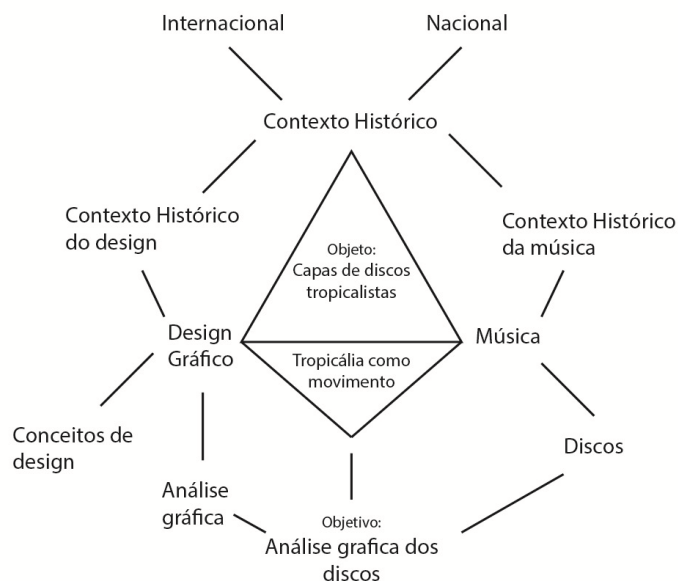 Internacional
Nacional
Contexto Histórico
Contexto Histórico
do design
Contexto Histórico
da música
Objeto:
Capas de discos
tropicalistas
Design
Gráfico
Música
Tropicália como
movimento
Conceitos de
design
Discos
Análise
gráfica
Objetivo:
Análise grafica dos
discos